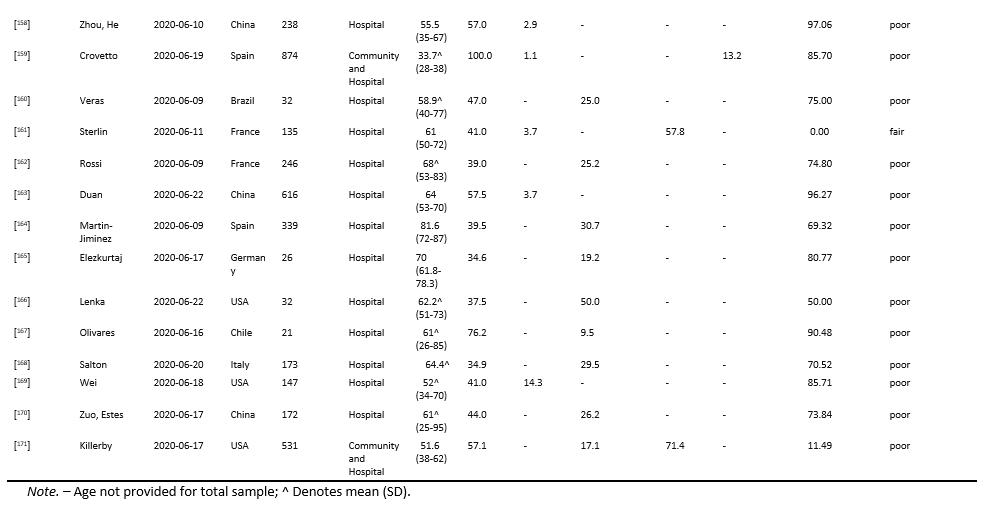 [158] Zhou, He 2020-06-10 China 238 Hospital 55.5 57.0 2.9 - - 97.06 poor
(35-67)
[159] Crovetto 2020-06-19 Spain 874 Community 33.7^ 100.0 1.1 - - 13.2 85.70 poor
and (28-38)
Hospital
[160] Veras 2020-06-09 Brazil 32 Hospital 58.9^ 47.0 - 25.0 - - 75.00 poor
(40-77)
[161] Sterlin 2020-06-11 France 135 Hospital 61 41.0 3.7 - 57.8 - 0.00 fair
(50-72)
[162] Rossi 2020-06-09 France 246 Hospital 68^ 39.0 - 25.2 - - 74.80 poor
(53-83)
[163] Duan 2020-06-22 China 616 Hospital 64 57.5 3.7 - - - 96.27 poor
(53-70)
[164] Martin- 2020-06-09 Spain 339 Hospital 81.6 39.5 - 30.7 - - 69.32 poor
Jiminez (72-87)
[165] Elezkurtaj 2020-06-17 German 26 Hospital 70 34.6 - 19.2 - - 80.77 poor
y (61.8-
78.3)
[166] Lenka 2020-06-22 USA 32 Hospital 62.2^ 37.5 - 50.0 - - 50.00 poor
(51-73)
[167] Olivares 2020-06-16 Chile 21 Hospital 61^ 76.2 - 9.5 - - 90.48 poor
(26-85)
[168] Salton 2020-06-20 Italy 173 Hospital 64.4^ 34.9 - 29.5 - - 70.52 poor
[169] Wei 2020-06-18 USA 147 Hospital 52^ 41.0 14.3 - - - 85.71 poor
(34-70)
[170] Zuo, Estes 2020-06-17 China 172 Hospital 61^ 44.0 - 26.2 - - 73.84 poor
(25-95)
[171] Killerby 2020-06-17 USA 531 Community 51.6 57.1 - 17.1 71.4 - 11.49 poor
and (38-62)
Hospital
Note. – Age not provided for total sample; ^ Denotes mean (SD).